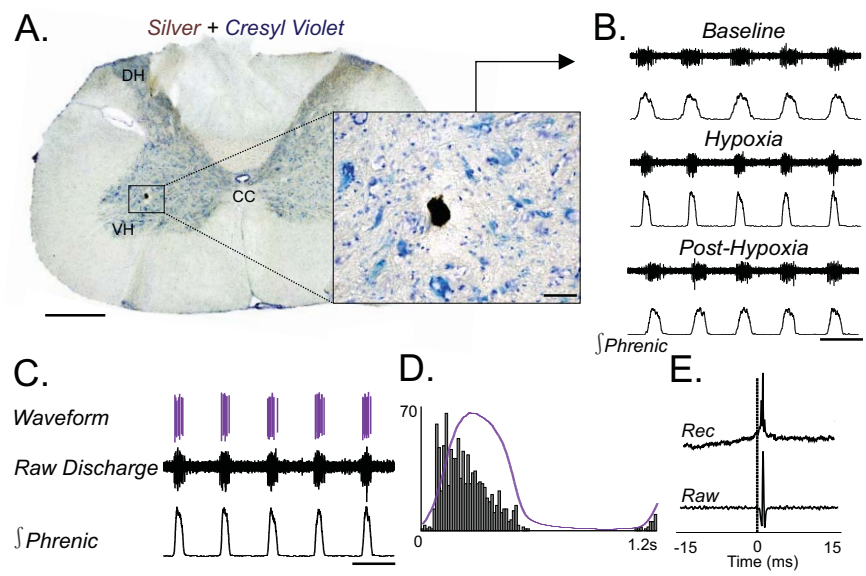 A.
Silver + Cresyl Violet
DH
CC
VH
B.
Baseline
Hypoxia
Post-Hypoxia
∫Phrenic
C.
Waveform
Raw Discharge
∫Phrenic
D.
70
0
1.2s
E.
Rec
Raw
-15
0
15
Time (ms)